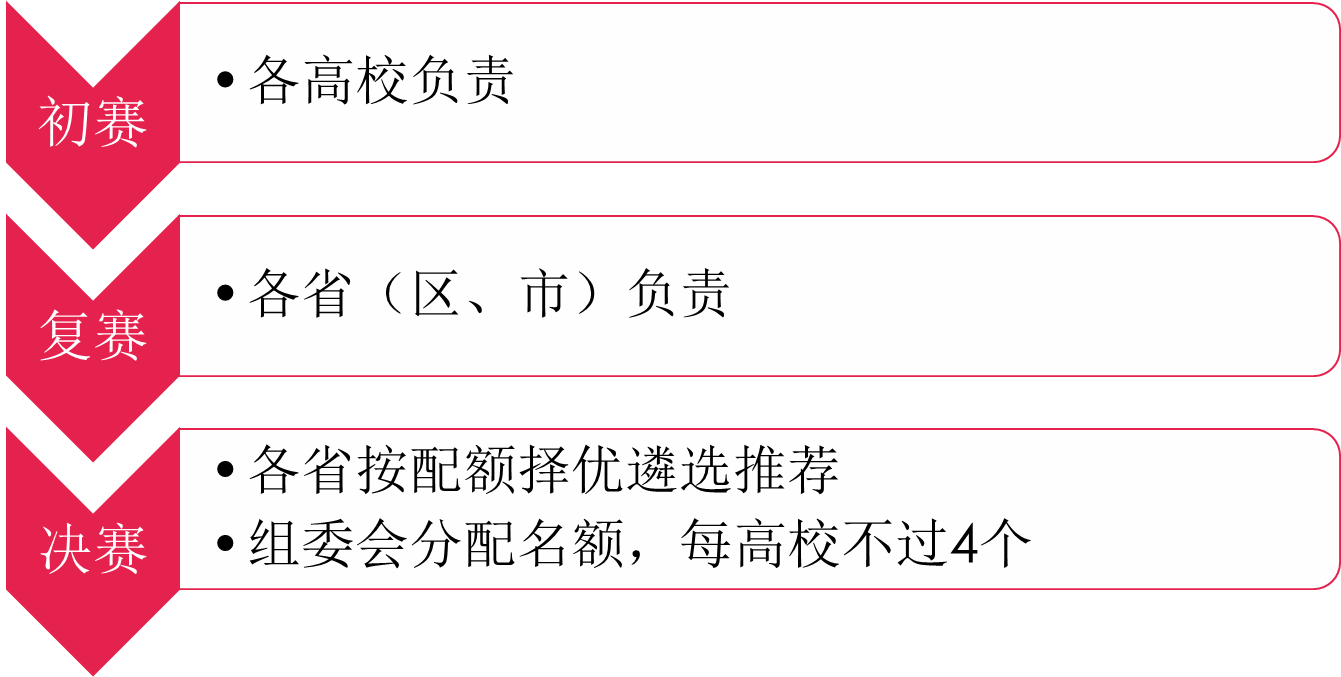 初赛
• 各高校负责
复赛
• 各省（区、市）负责
决赛
• 各省按配额择优遴选推荐
• 组委会分配名额，每高校不过4个